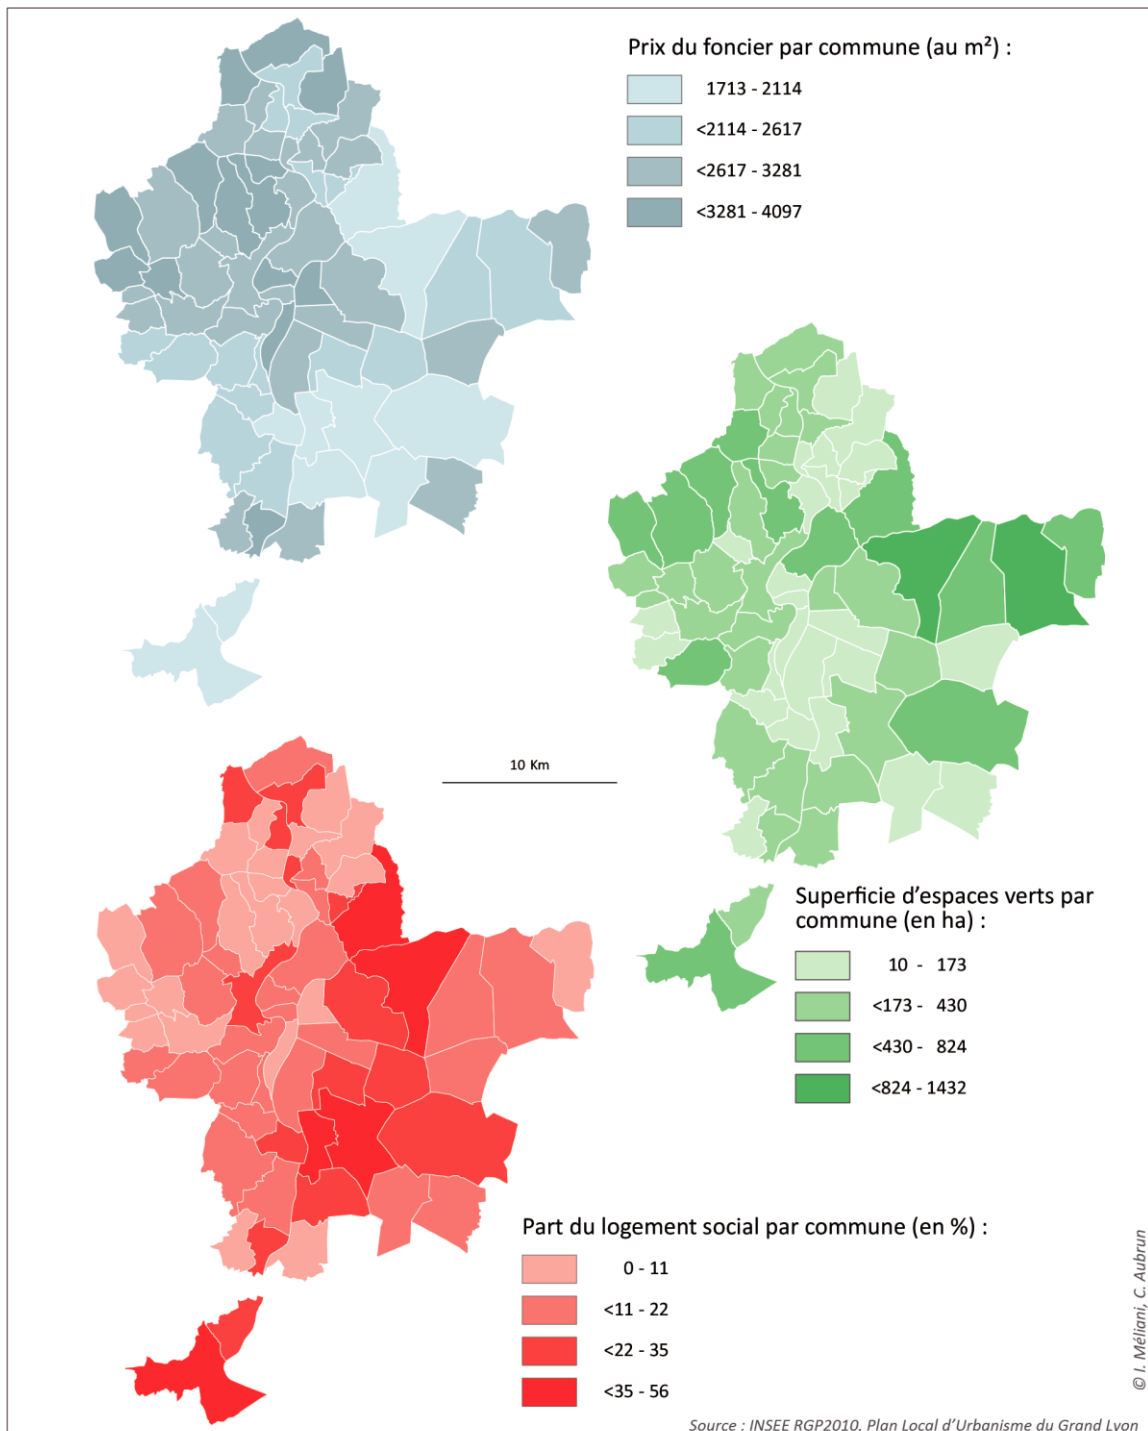 Prix du foncier par commune (au m²) :
1713 - 2114
<2114 - 2617
<2617 - 3281
<3281 - 4097
10 Km
Superficie d'espaces verts par
commune (en ha) :
10 - 173
<173 - 430
<430 - 824
<824 - 1432
Part du logement social par commune (en %) :
0 - 11
<11 - 22
<22 - 35
<35 - 56
© I. Méliani, C. Aubrun
Source : INSEE RGP2010, Plan Local d'Urbanisme du Grand Lyon